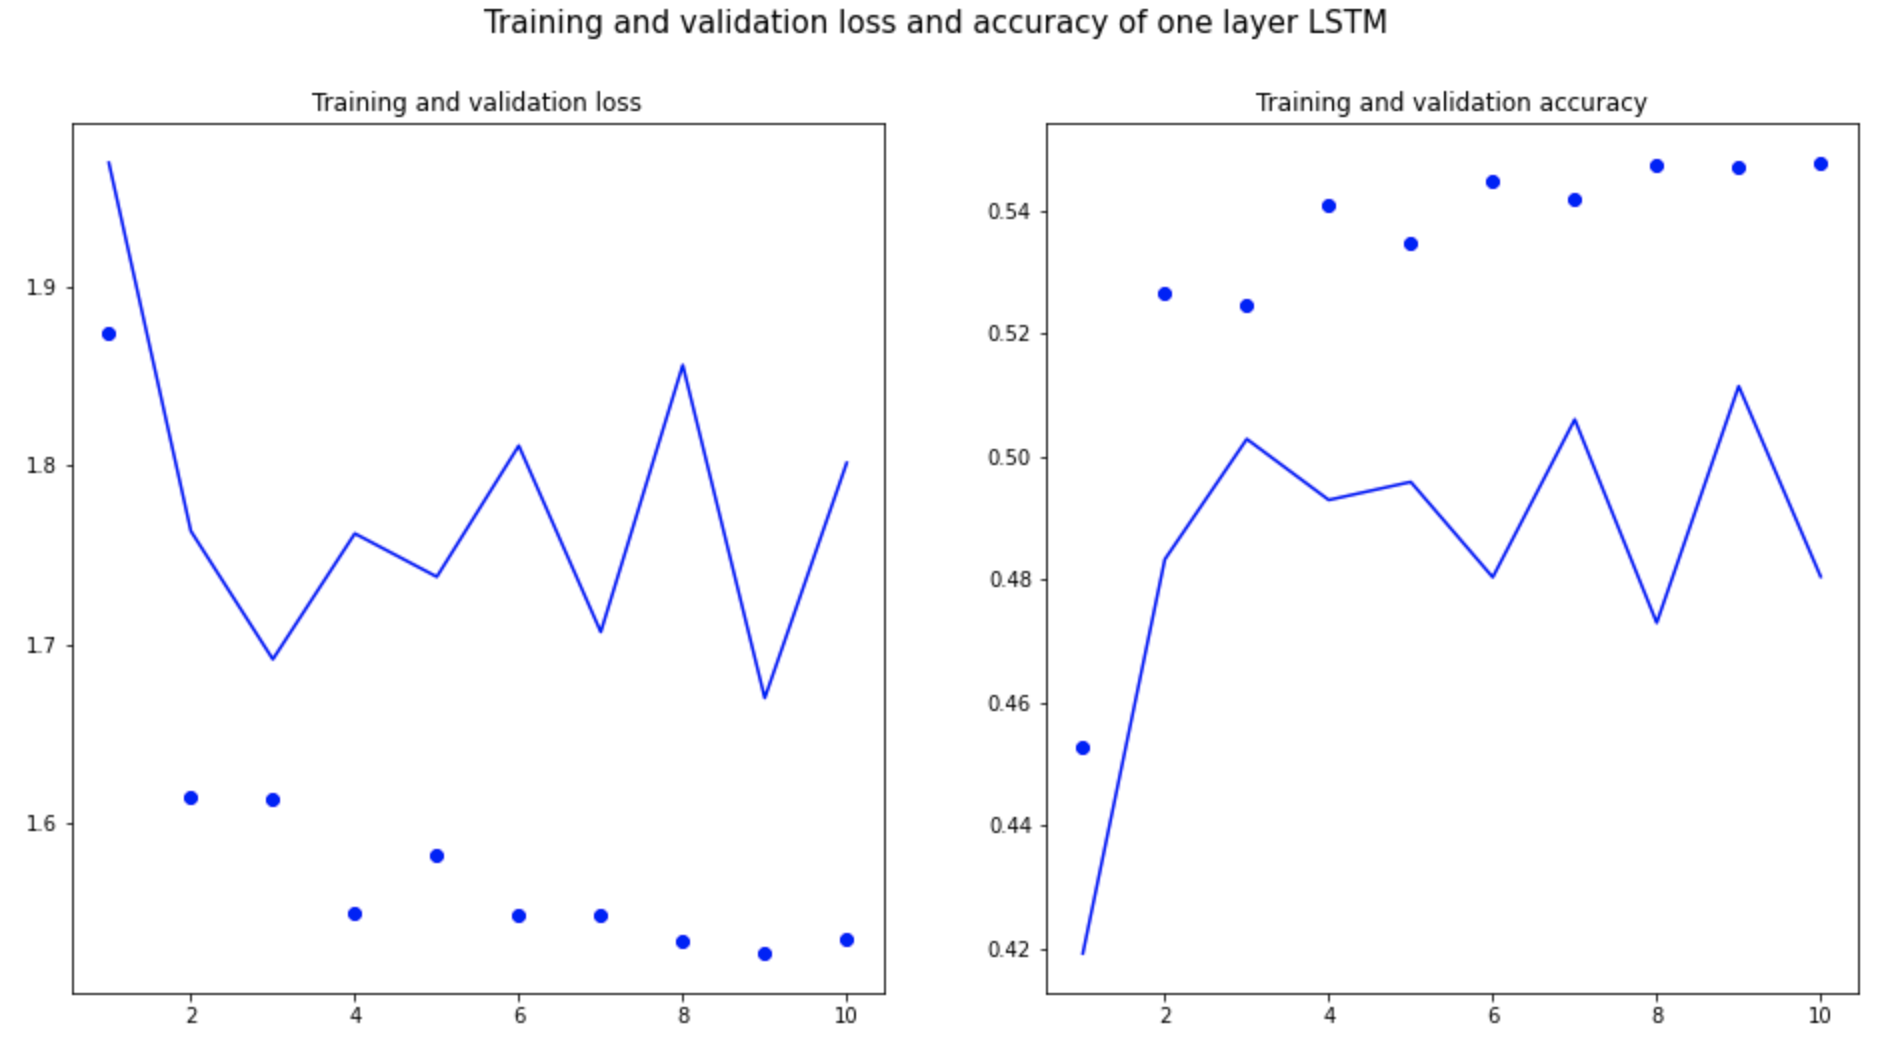 Training and validation loss and accuracy of one layer LSTM
Training and validation loss
1.9
1.8
1.7
1.6
2 4 6 8 10
Training and validation accuracy
0.54
0.52
0.50
0.48
0.46
0.44
0.42
2 4 6 8 10